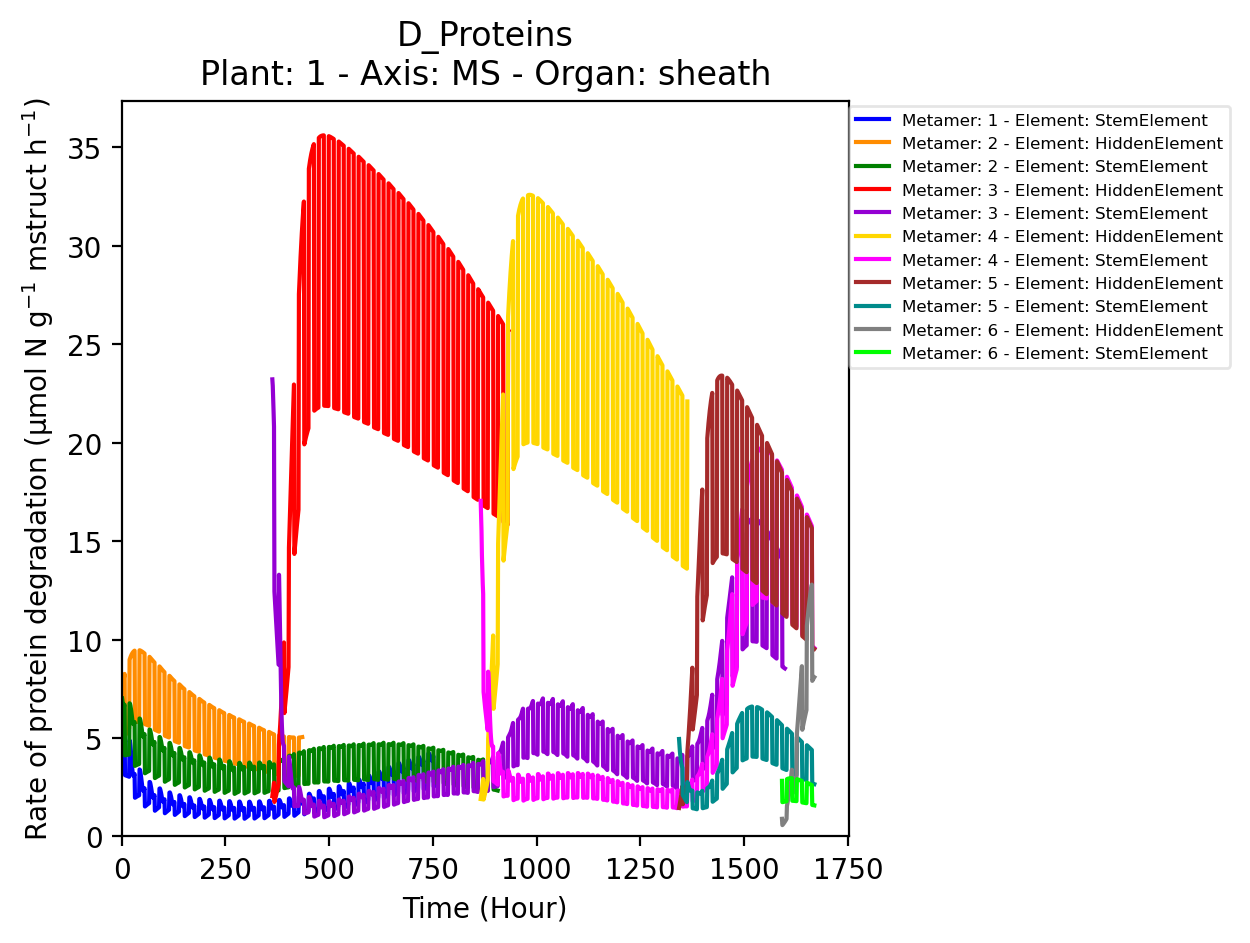 D_Proteins
Plant: 1 - Axis: MS - Organ: sheath
Rate of protein degradation (µmol N g⁻¹ mstruct h⁻¹)
35
30
25
20
15
10
5
0
0 250 500 750 1000 1250 1500 1750
Time (Hour)
Metamer: 1 - Element: StemElement
Metamer: 2 - Element: HiddenElement
Metamer: 2 - Element: StemElement
Metamer: 3 - Element: HiddenElement
Metamer: 3 - Element: StemElement
Metamer: 4 - Element: HiddenElement
Metamer: 4 - Element: StemElement
Metamer: 5 - Element: HiddenElement
Metamer: 5 - Element: StemElement
Metamer: 6 - Element: HiddenElement
Metamer: 6 - Element: StemElement